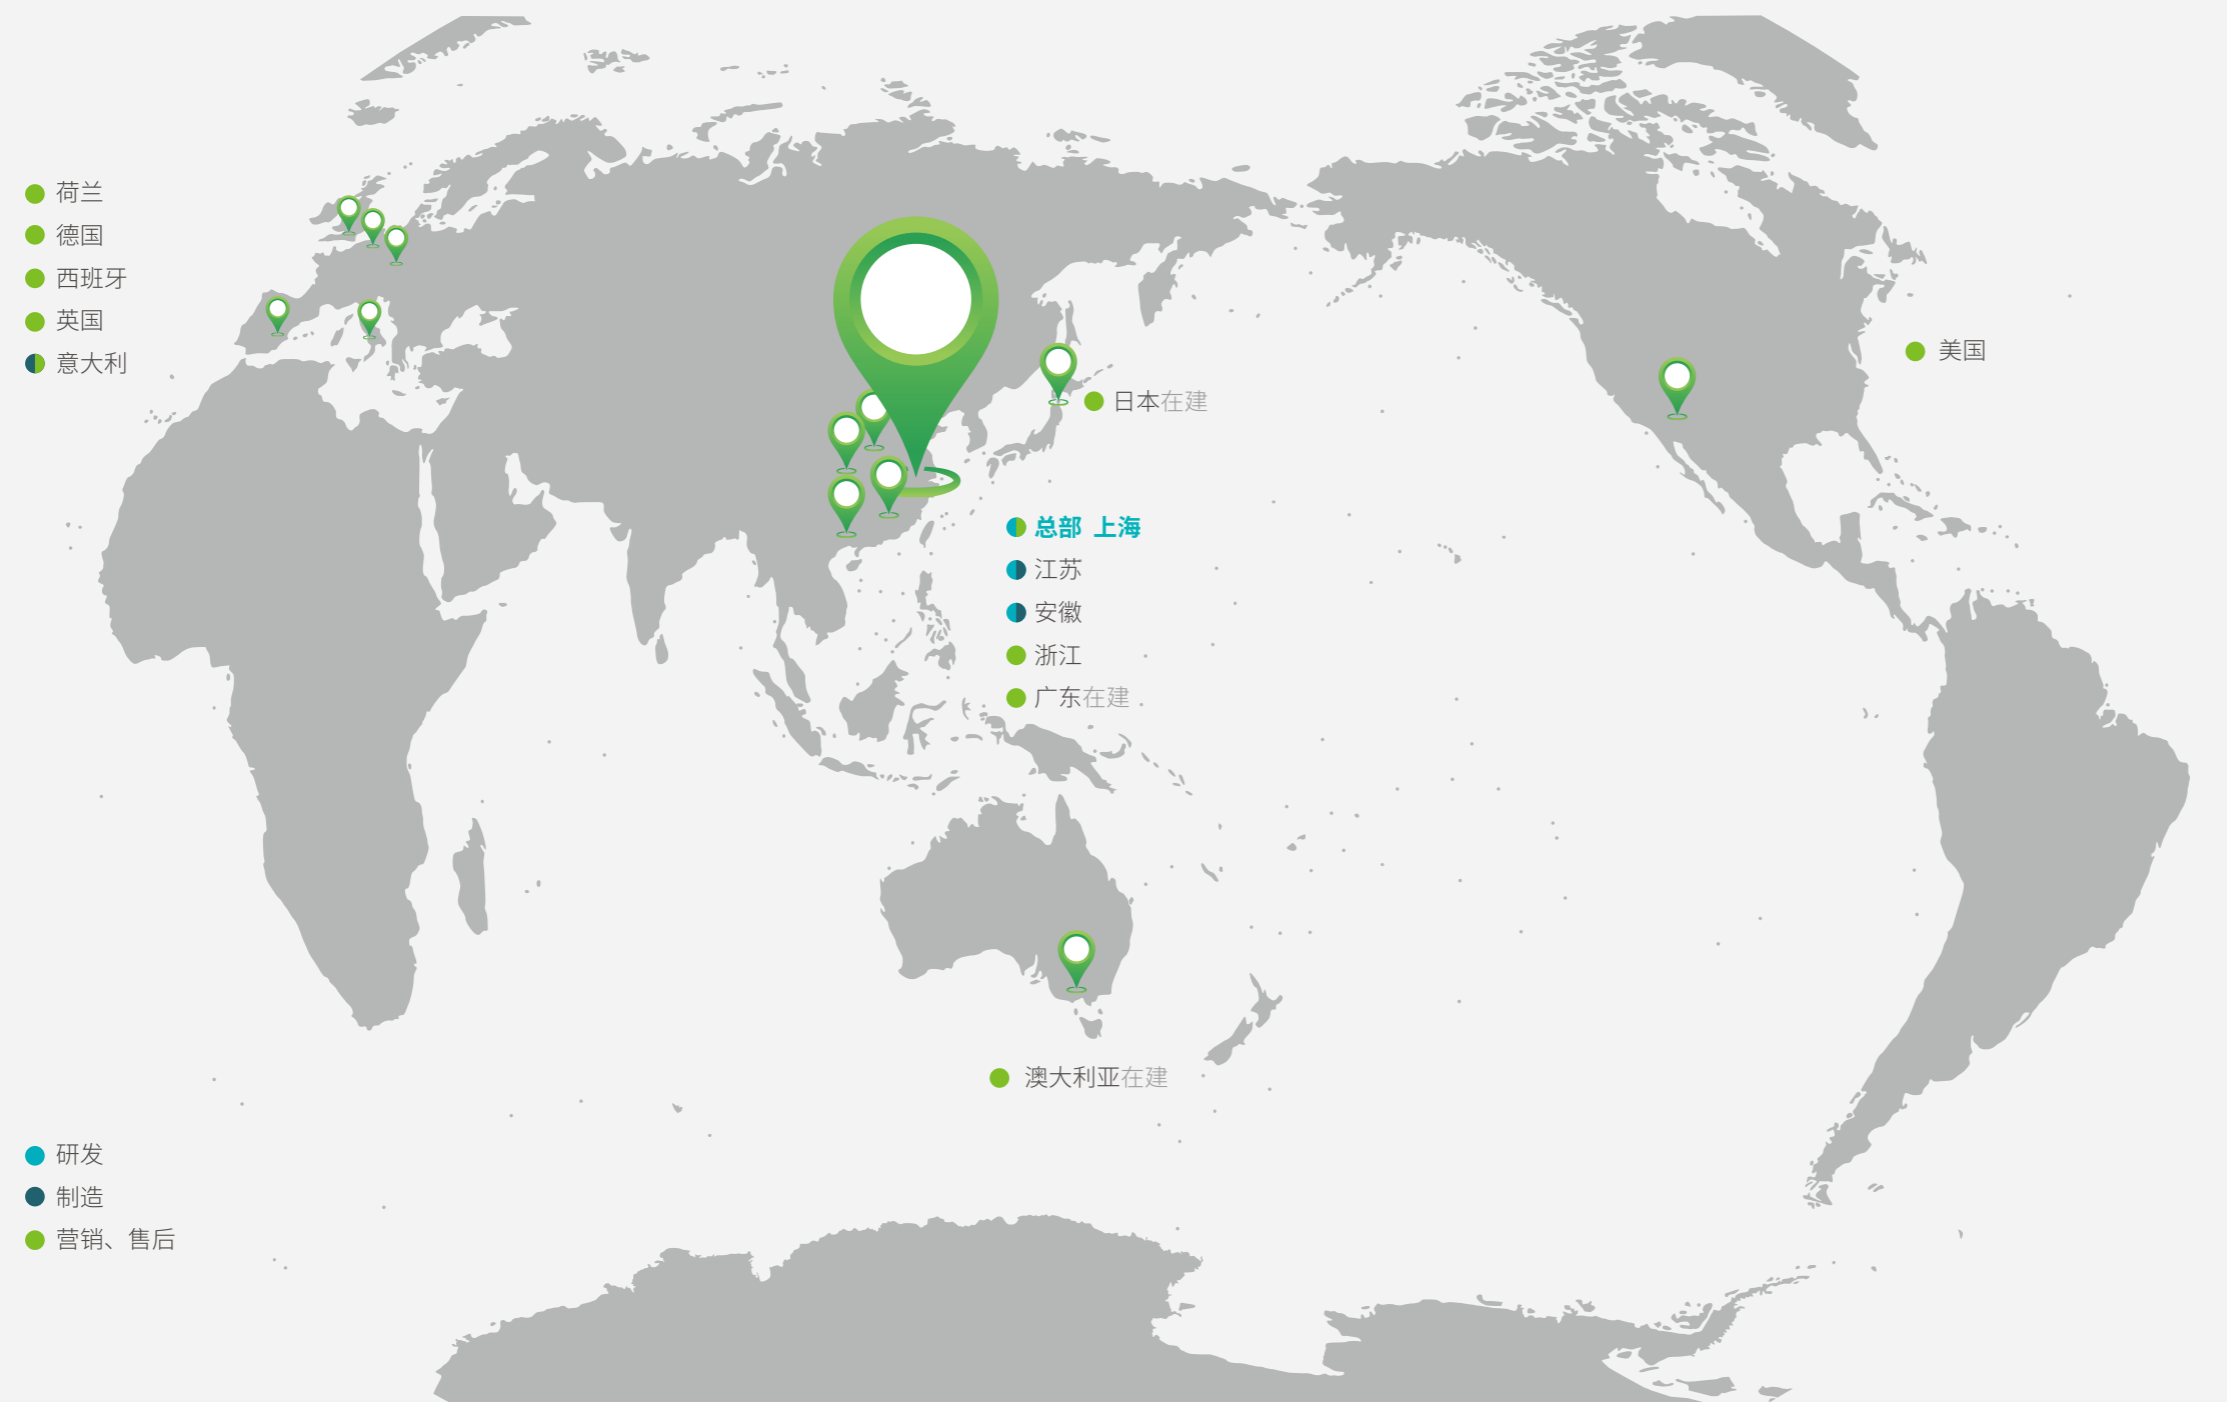 荷兰
德国
西班牙
英国
意大利
美国
日本在建
总部 上海
江苏
安徽
浙江
广东在建
澳大利亚在建
研发
制造
营销、售后